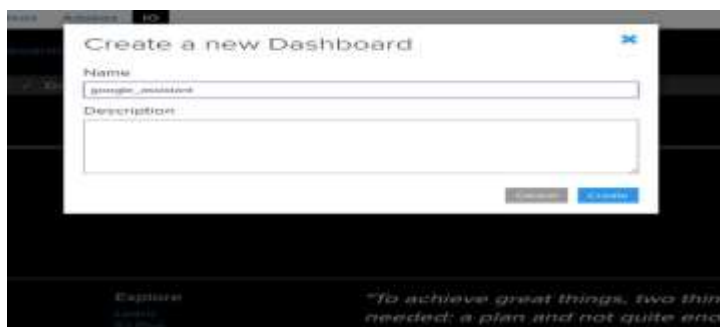 IO
Create a new Dashboard
Name
google_assistant
Description
Cancel Create
Explore
"To achieve great things, two thin
needed: a plan and not quite eno